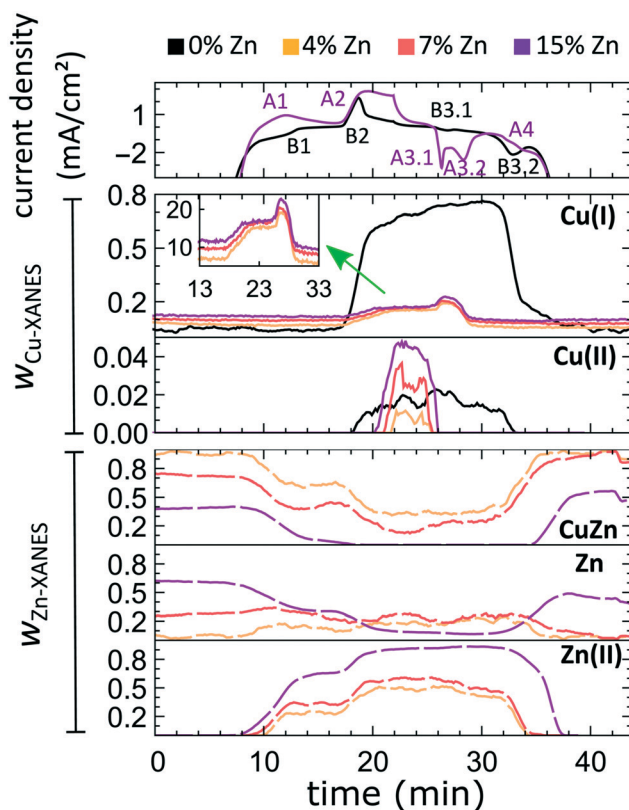 0% Zn 4% Zn 7% Zn 15% Zn
current density
(mA/cm²)
1
−2
A1
A2
B1
B2
B3.1
A3.1
A3.2
A4
B3.2
wCu-XANES
0.8
0.6
0.2
Cu(I)
20
10
13 23 33
0.04
0.02
0.00
Cu(II)
wZn-XANES
0.8
0.5
0.2
CuZn
0.8
0.5
0.2
Zn
0.8
0.5
0.2
Zn(II)
0 10 20 30 40
time (min)